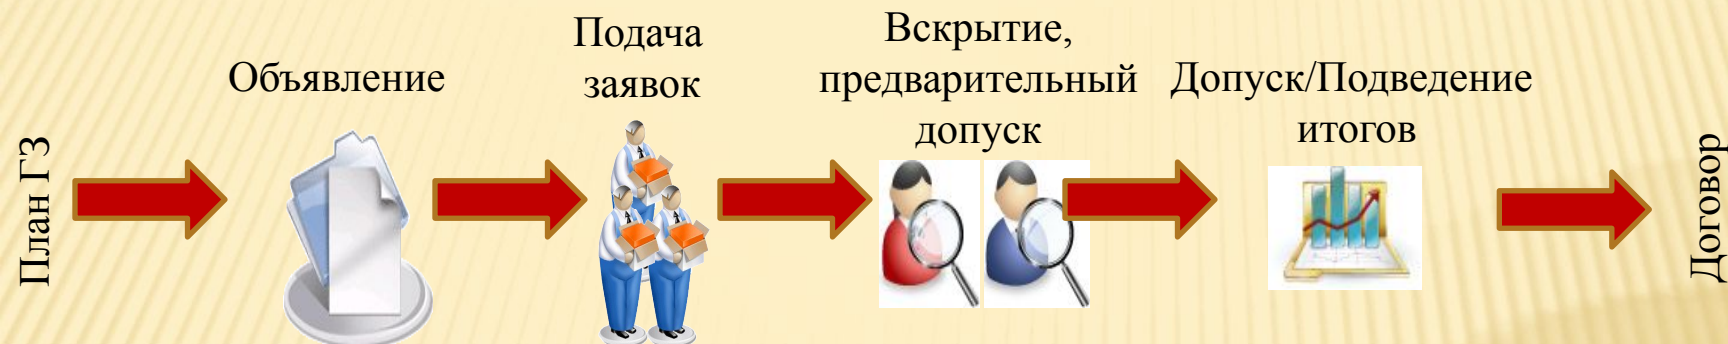 План ГЗ
Объявление
Подача
заявок
Вскрытие,
предварительный
допуск
Допуск/Подведение
итогов
Договор